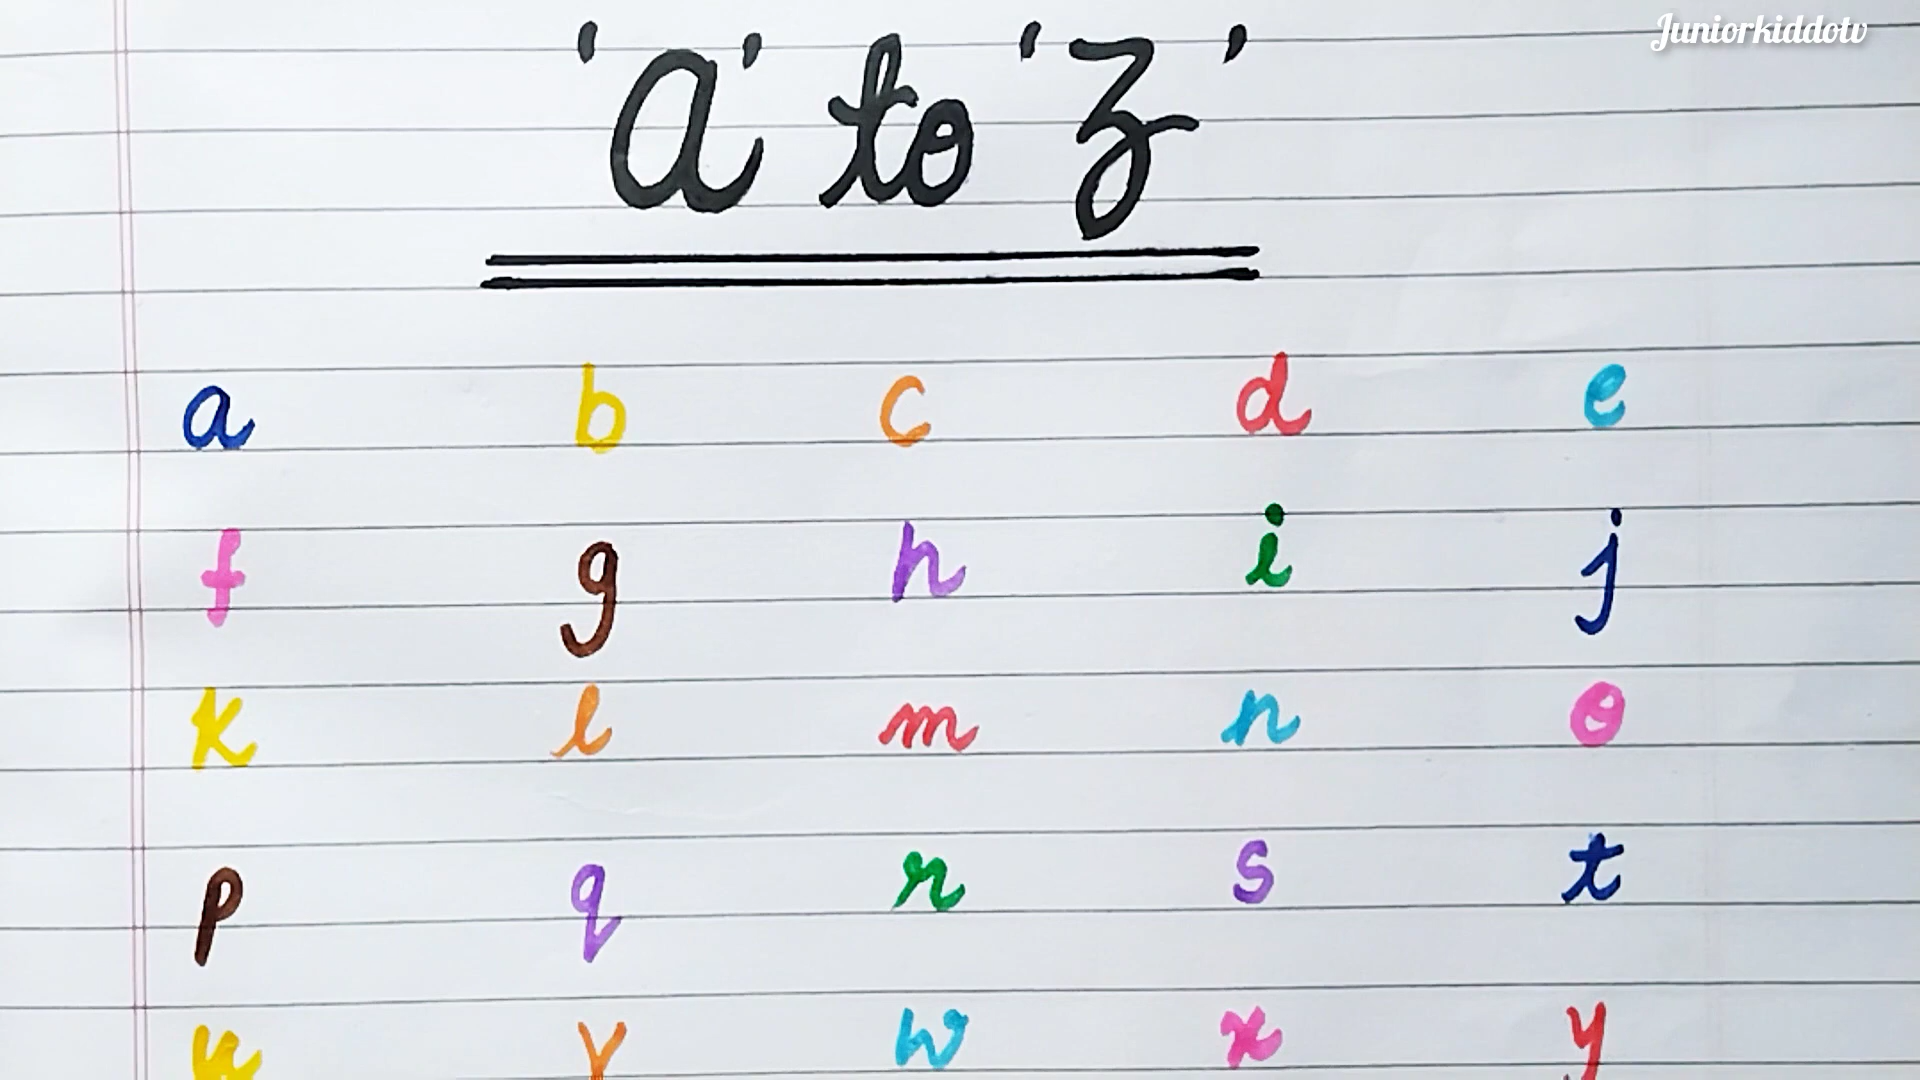 Juniorkiddotv
'a' to 'z'
a b c d e
f g h i j
k l m n o
p q r s t
u v w x y